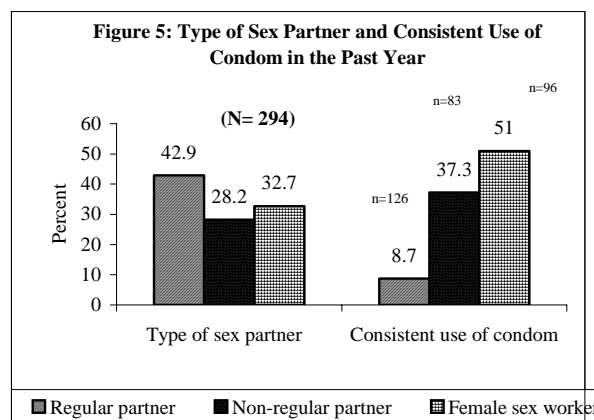 Figure 5: Type of Sex Partner and Consistent Use of
Condom in the Past Year
n=96
n=83
(N= 294)
60
50
40
30
20
10
0
Percent
42.9
28.2
32.7
n=126
8.7
37.3
51
Type of sex partner
Consistent use of condom
Regular partner
Non-regular partner
Female sex worker